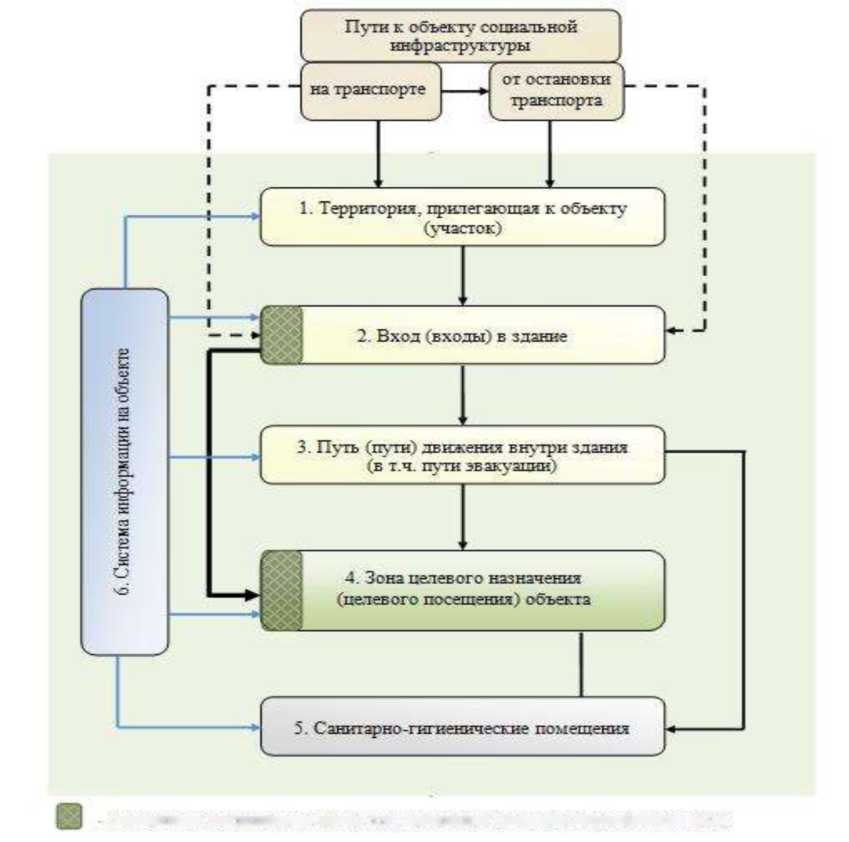 Пути к объекту социальной
инфраструктуры
на транспорте
от остановки
транспорта
1. Территория, прилегающая к объекту
(участок)
2. Вход (входы) в здание
3. Путь (пути) движения внутри здания
(в т.ч. пути эвакуации)
4. Зона целевого назначения
(целевого посещения) объекта
5. Санитарно-гигиенические помещения
6. Система информации на объекте